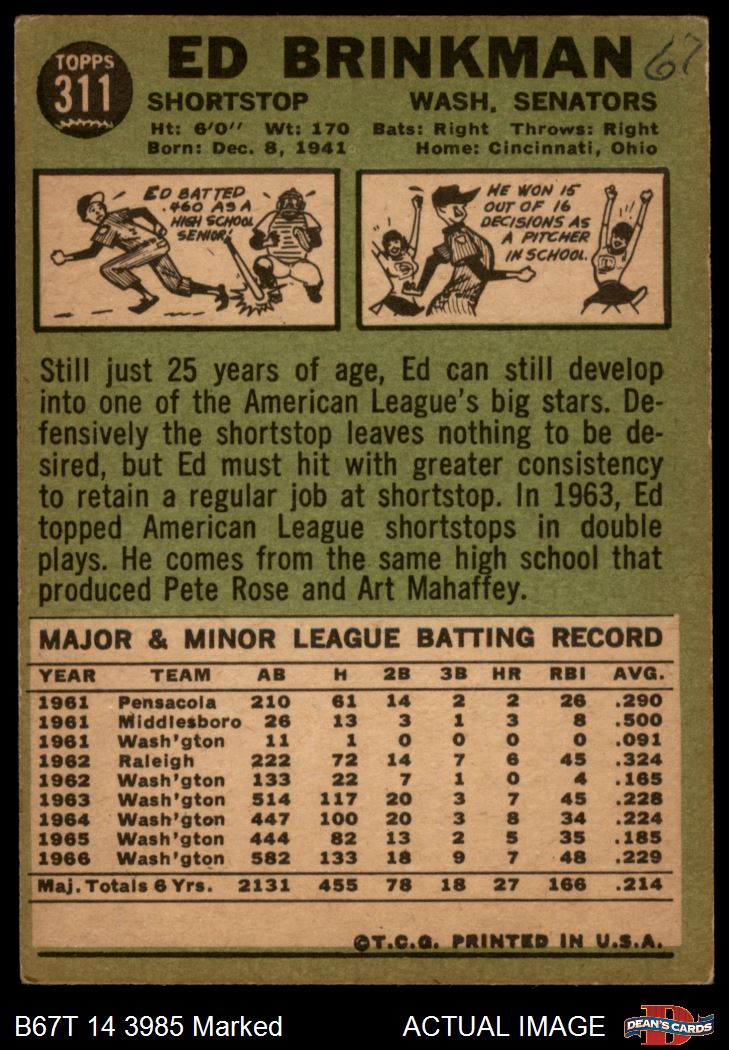 TOPPS
311
ED BRINKMAN
67
SHORTSTOP WASH. SENATORS
Ht: 6'0" Wt: 170 Bats: Right Throws: Right
Born: Dec. 8, 1941 Home: Cincinnati, Ohio
ED BATTED
.460 AS A
HIGH SCHOOL
SENIOR!
HE WON 15
OUT OF 16
DECISIONS AS
A PITCHER
IN SCHOOL.
Still just 25 years of age, Ed can still develop
into one of the American League's big stars. De-
fensively the shortstop leaves nothing to be de-
sired, but Ed must hit with greater consistency
to retain a regular job at shortstop. In 1963, Ed
topped American League shortstops in double
plays. He comes from the same high school that
produced Pete Rose and Art Mahaffey.
MAJOR & MINOR LEAGUE BATTING RECORD
YEAR TEAM AB H 2B 3B HR RBI AVG.
1961 Pensacola 210 61 14 2 2 26 .290
1961 Middlesboro 26 13 3 1 3 8 .500
1961 Wash'gton 11 1 0 0 0 0 .091
1962 Raleigh 222 72 14 7 6 45 .324
1962 Wash'gton 133 22 7 1 0 4 .165
1963 Wash'gton 514 117 20 3 7 45 .228
1964 Wash'gton 447 100 20 3 8 34 .224
1965 Wash'gton 444 82 13 2 5 35 .185
1966 Wash'gton 582 133 18 9 7 48 .229
Maj. Totals 6 Yrs. 2131 455 78 18 27 166 .214
©T.C.G. PRINTED IN U.S.A.
B67T 14 3985 Marked ACTUAL IMAGE
DEAN'S CARDS